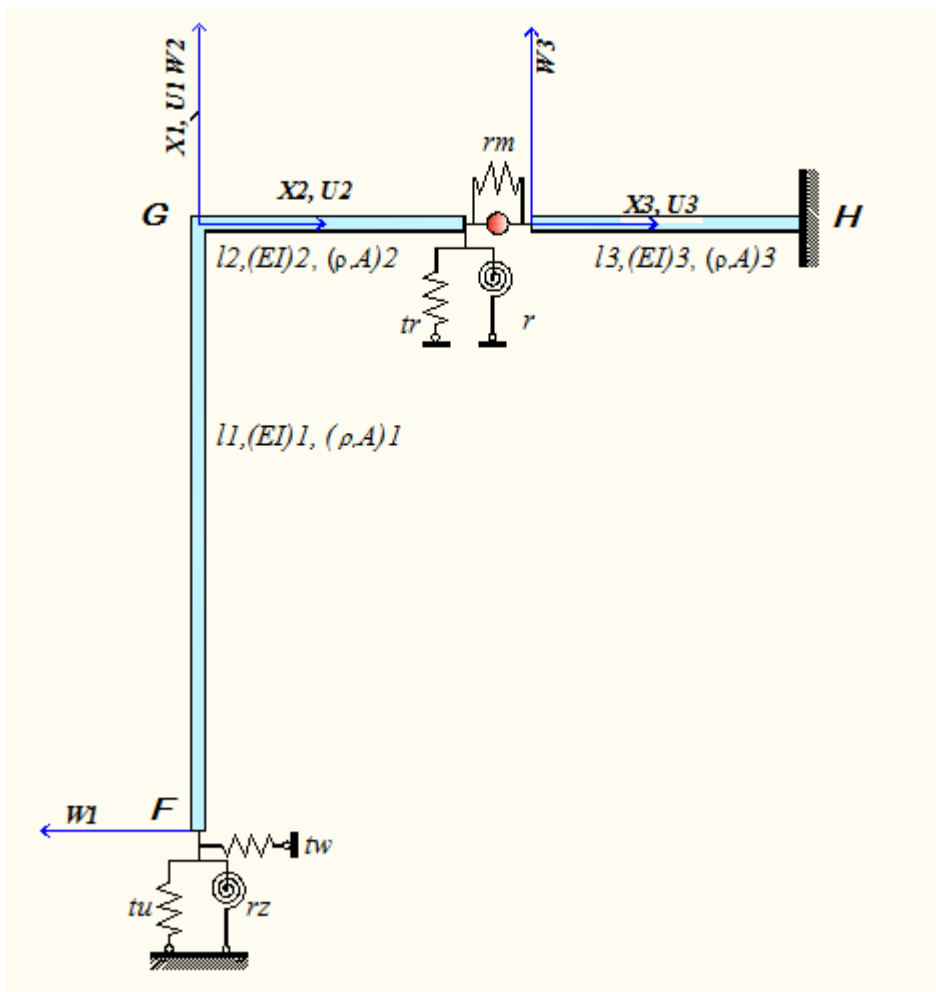 X1, U1 W2
W3
rm
G
X2, U2
X3, U3
H
l2,(EI)2, (ρ,A)2
l3,(EI)3, (ρ,A)3
tr
r
l1,(EI)1, (ρ,A)1
W1
F
tw
tu
rz